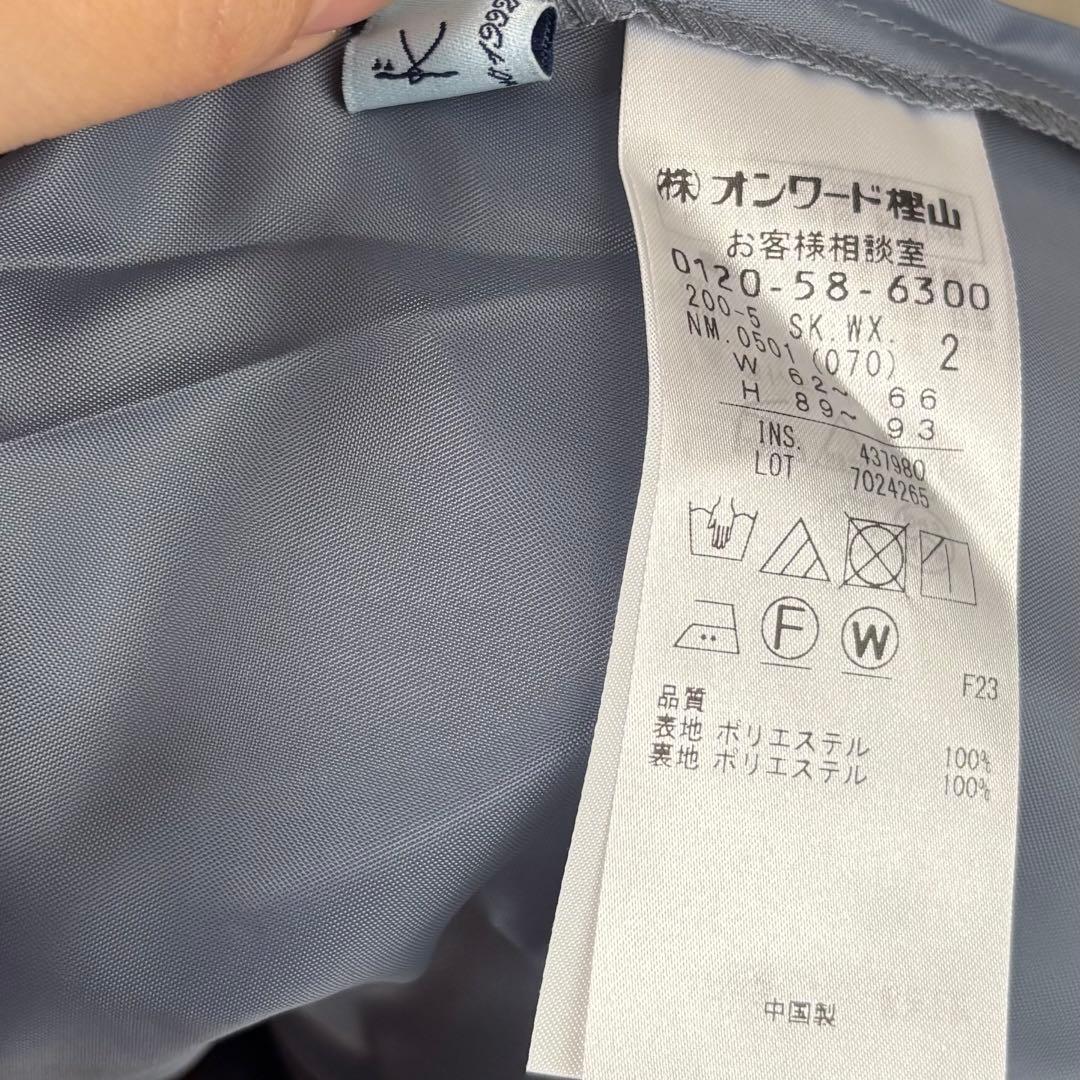 №.1992
(株)オンワード樫山
お客様相談室
0120-58-6300
200-5 SK.WX. 2
NM.0501(070)
W 62~ 66
H 89~ 93
INS. 437980
LOT 7024265
F
W
F23
品質
表地 ポリエステル 100%
裏地 ポリエステル 100%
中国製